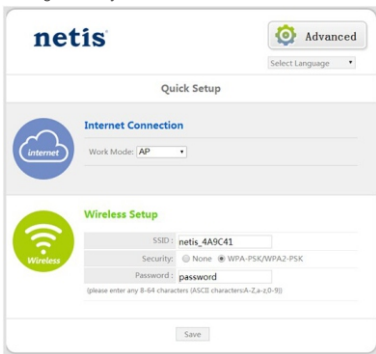 netis
Advanced
Select Language
Quick Setup
internet
Internet Connection
Work Mode: AP
Wireless
Wireless Setup
SSID : netis_4A9C41
Security: None WPA-PSK/WPA2-PSK
Password : password
(please enter any 8-64 characters (ASCII characters:A-Z,a-z,0-9))
Save